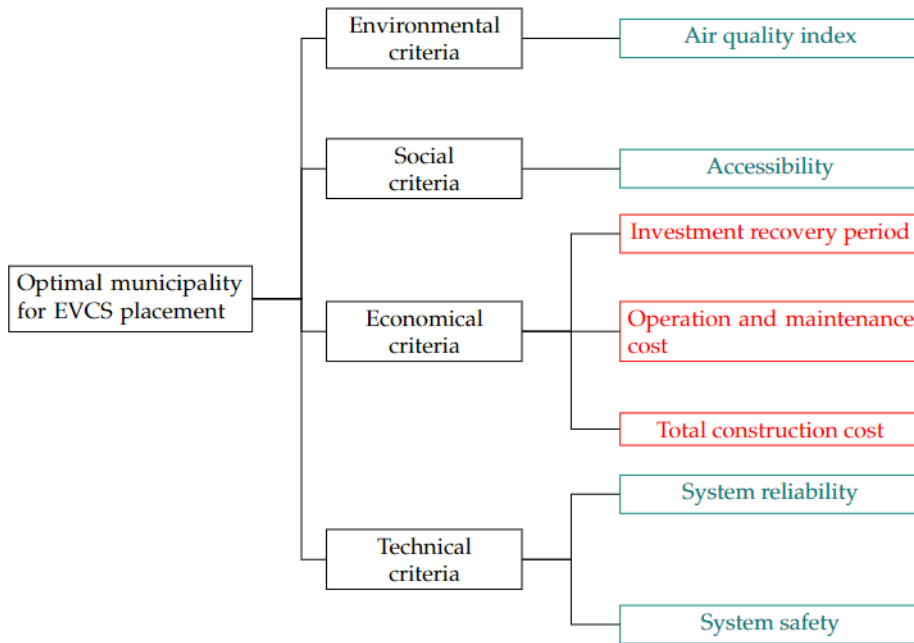 Environmental
criteria
Air quality index
Social
criteria
Accessibility
Investment recovery period
Optimal municipality
for EVCS placement
Economical
criteria
Operation and maintenance
cost
Total construction cost
System reliability
Technical
criteria
System safety